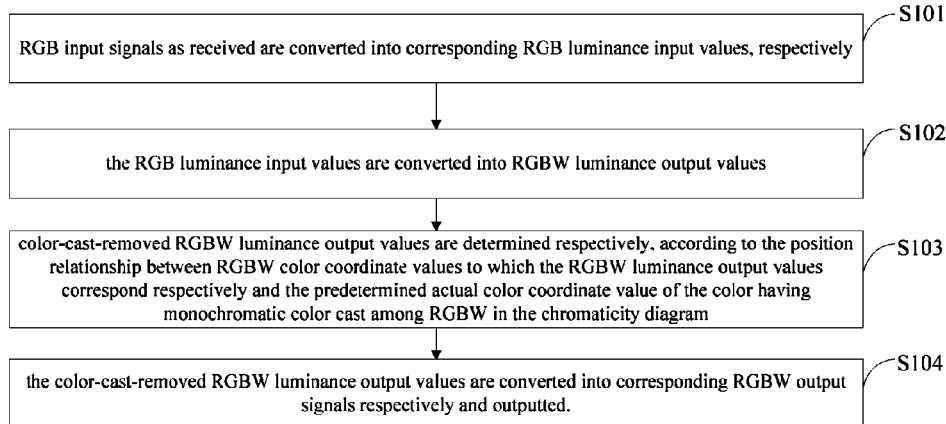 S101
RGB input signals as received are converted into corresponding RGB luminance input values, respectively
S102
the RGB luminance input values are converted into RGBW luminance output values
S103
color-cast-removed RGBW luminance output values are determined respectively, according to the position
relationship between RGBW color coordinate values to which the RGBW luminance output values
correspond respectively and the predetermined actual color coordinate value of the color having
monochromatic color cast among RGBW in the chromaticity diagram
S104
the color-cast-removed RGBW luminance output values are converted into corresponding RGBW output
signals respectively and outputted.